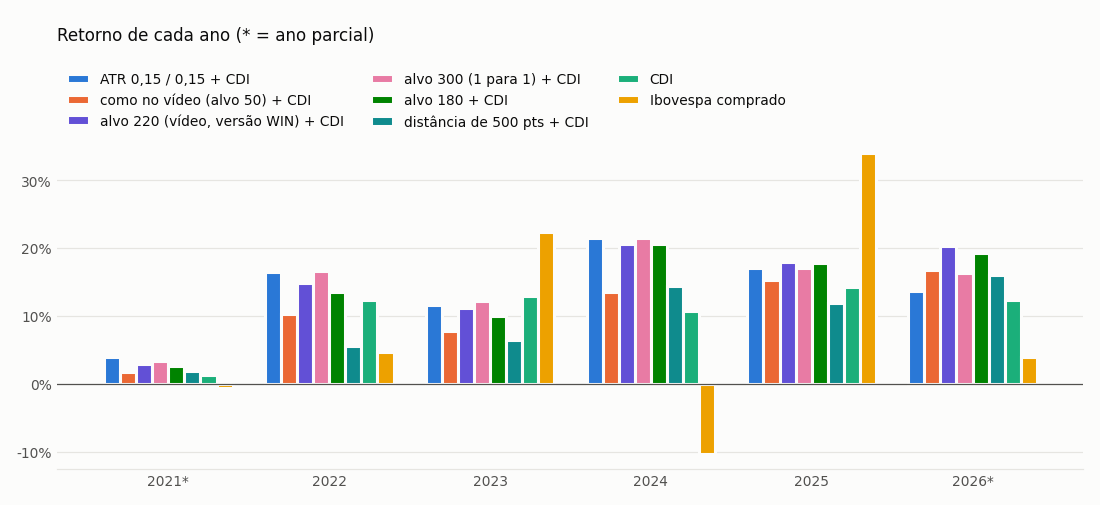 Retorno de cada ano (* = ano parcial)
ATR 0,15 / 0,15 + CDI
como no vídeo (alvo 50) + CDI
alvo 220 (vídeo, versão WIN) + CDI
alvo 300 (1 para 1) + CDI
alvo 180 + CDI
distância de 500 pts + CDI
CDI
Ibovespa comprado
30%
20%
10%
0%
-10%
2021* 2022 2023 2024 2025 2026*